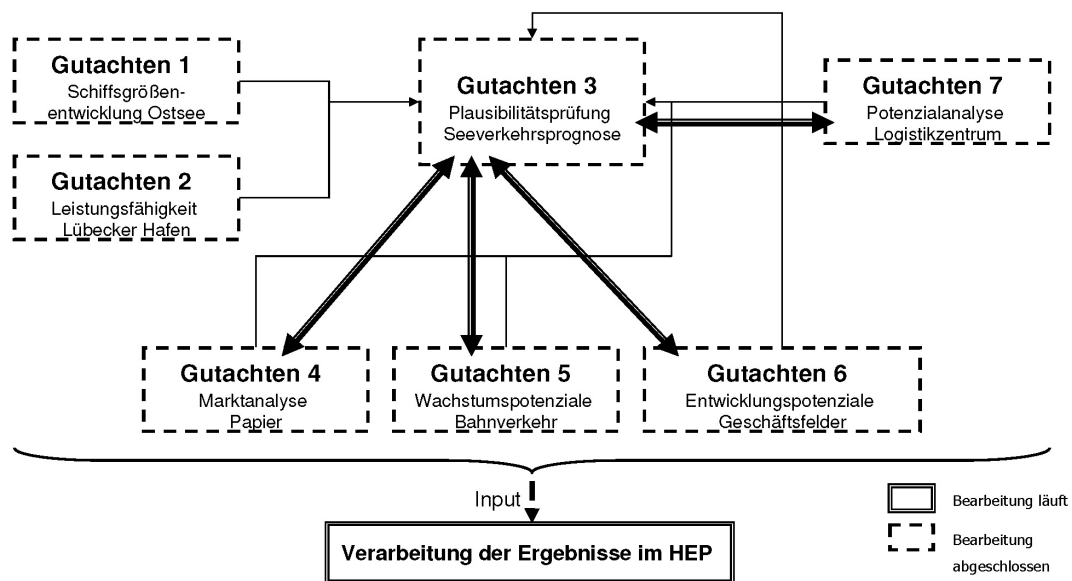 Gutachten 1
Schiffsgrößen-
entwicklung Ostsee
Gutachten 2
Leistungsfähigkeit
Lübecker Hafen
Gutachten 3
Plausibilitätsprüfung
Seeverkehrsprognose
Gutachten 7
Potenzialanalyse
Logistikzentrum
Gutachten 4
Marktanalyse
Papier
Gutachten 5
Wachstumspotenziale
Bahnverkehr
Gutachten 6
Entwicklungspotenziale
Geschäftsfelder
Input
Verarbeitung der Ergebnisse im HEP
Bearbeitung läuft
Bearbeitung
abgeschlossen